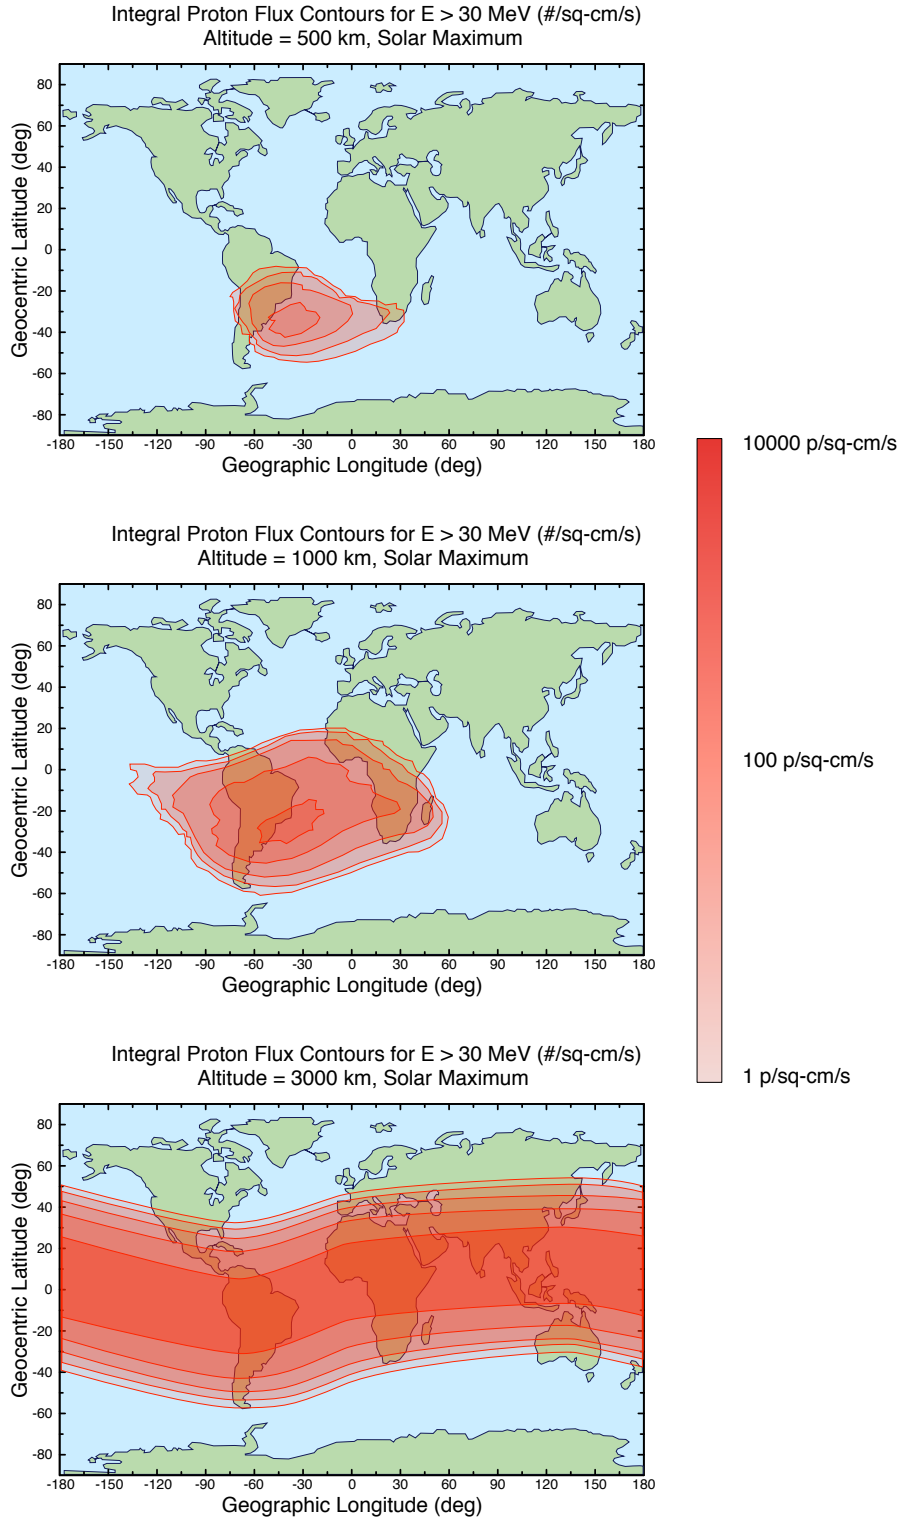 Integral Proton Flux Contours for E > 30 MeV (#/sq-cm/s)
Altitude = 500 km, Solar Maximum
80
60
40
20
0
-20
-40
-60
-80
Geocentric Latitude (deg)
-180 -150 -120 -90 -60 -30 0 30 60 90 120 150 180
Geographic Longitude (deg)
Integral Proton Flux Contours for E > 30 MeV (#/sq-cm/s)
Altitude = 1000 km, Solar Maximum
80
60
40
20
0
-20
-40
-60
-80
Geocentric Latitude (deg)
-180 -150 -120 -90 -60 -30 0 30 60 90 120 150 180
Geographic Longitude (deg)
Integral Proton Flux Contours for E > 30 MeV (#/sq-cm/s)
Altitude = 3000 km, Solar Maximum
80
60
40
20
0
-20
-40
-60
-80
Geocentric Latitude (deg)
-180 -150 -120 -90 -60 -30 0 30 60 90 120 150 180
Geographic Longitude (deg)
10000 p/sq-cm/s
100 p/sq-cm/s
1 p/sq-cm/s